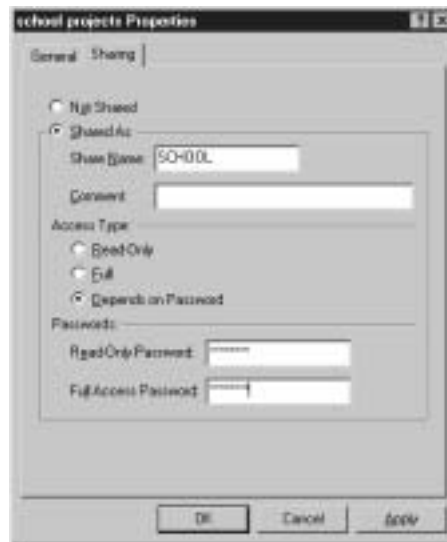 school projects Properties
General Sharing
Not Shared
Shared As
Share Name: SCHOOL
Comment:
Access Type:
Read-Only
Full
Depends on Password
Passwords:
Read-Only Password: ********
Full Access Password: ********
OK Cancel Apply